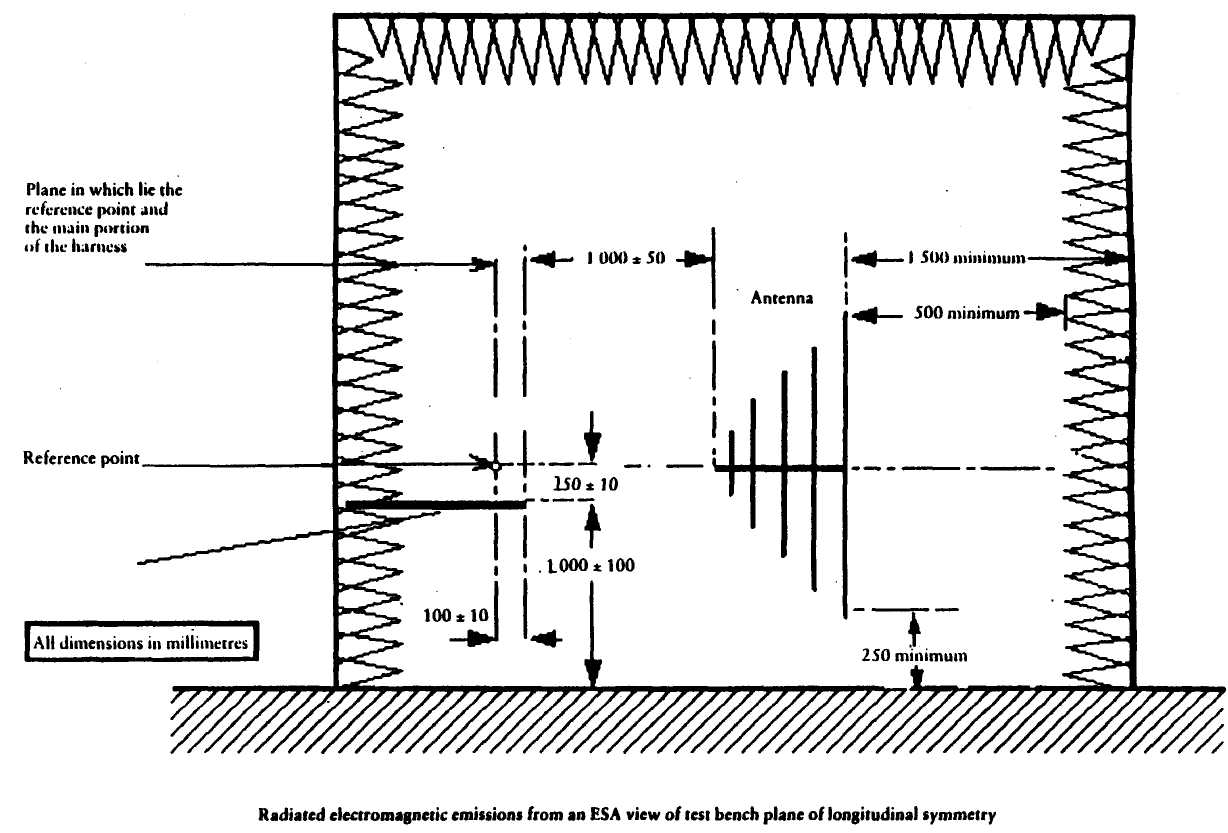 Plane in which lie the
reference point and
the main portion
of the harness
1 000 ± 50
1 500 minimum
Antenna
500 minimum
Reference point
150 ± 10
1 000 ± 100
100 ± 10
All dimensions in millimetres
250 minimum
Radiated electromagnetic emissions from an ESA view of test bench plane of longitudinal symmetry